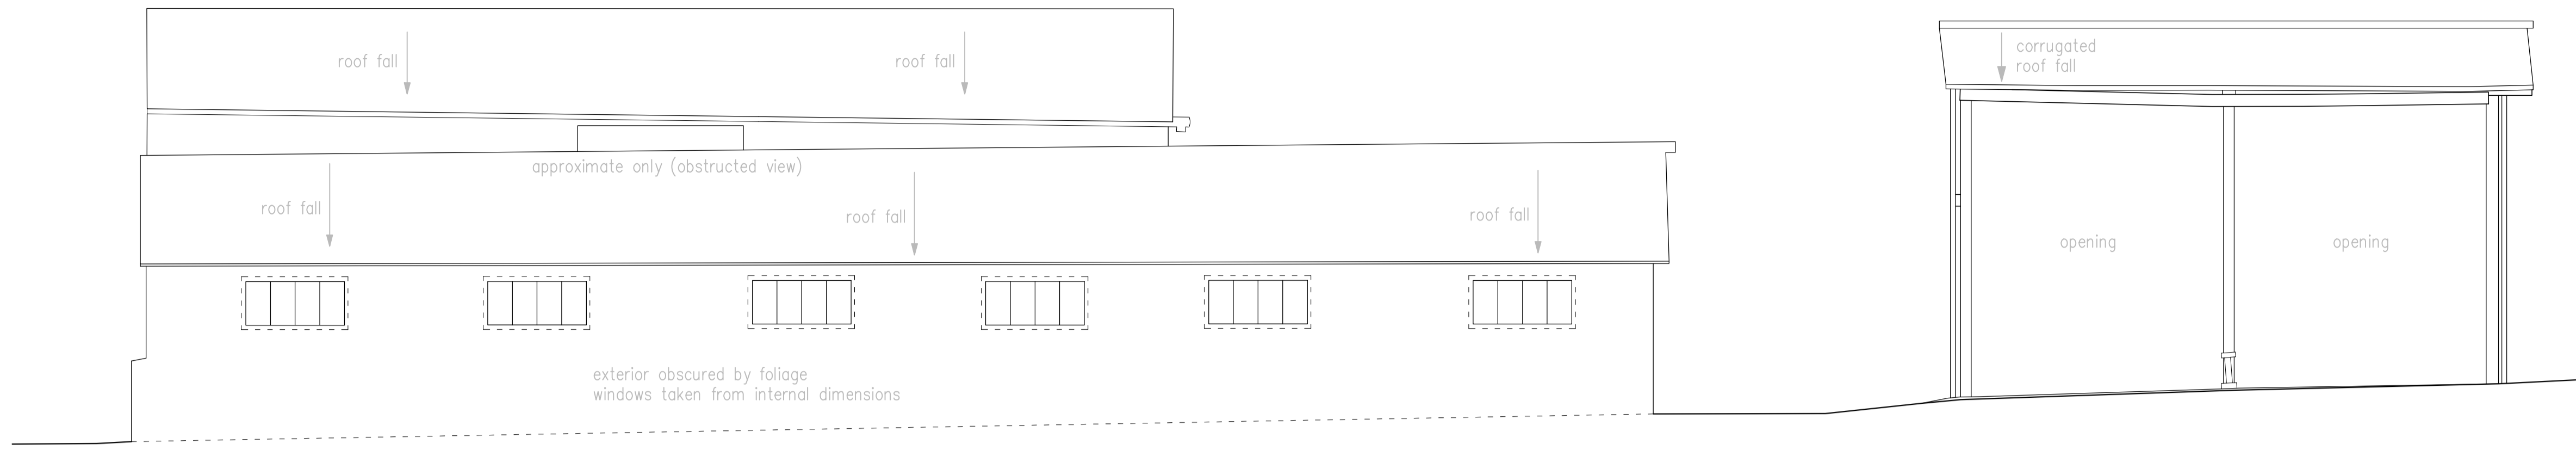 roof fall
roof fall
corrugated
roof fall
approximate only (obstructed view)
roof fall
roof fall
roof fall
opening
opening
exterior obscured by foliage
windows taken from internal dimensions